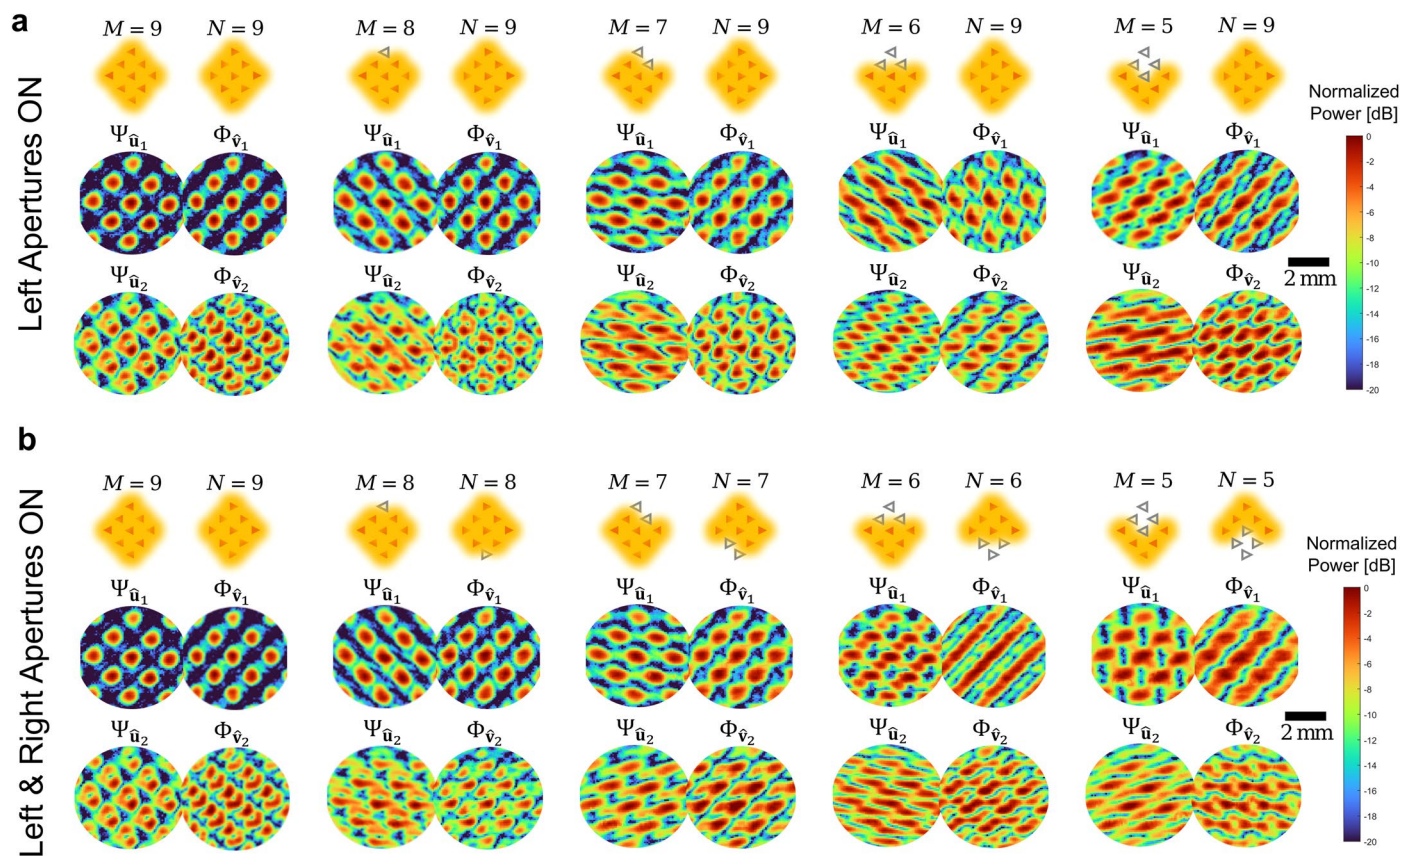 a
Left Apertures ON
M = 9 N = 9 M = 8 N = 9 M = 7 N = 9 M = 6 N = 9 M = 5 N = 9
Ψû₁ Φv̂₁ Ψû₁ Φv̂₁ Ψû₁ Φv̂₁ Ψû₁ Φv̂₁ Ψû₁ Φv̂₁
Ψû₂ Φv̂₂ Ψû₂ Φv̂₂ Ψû₂ Φv̂₂ Ψû₂ Φv̂₂ Ψû₂ Φv̂₂
Normalized
Power [dB]
0
-2
-4
-6
-8
-10
-12
-14
-16
-18
-20
2 mm
b
Left & Right Apertures ON
M = 9 N = 9 M = 8 N = 8 M = 7 N = 7 M = 6 N = 6 M = 5 N = 5
Ψû₁ Φv̂₁ Ψû₁ Φv̂₁ Ψû₁ Φv̂₁ Ψû₁ Φv̂₁ Ψû₁ Φv̂₁
Ψû₂ Φv̂₂ Ψû₂ Φv̂₂ Ψû₂ Φv̂₂ Ψû₂ Φv̂₂ Ψû₂ Φv̂₂
Normalized
Power [dB]
0
-2
-4
-6
-8
-10
-12
-14
-16
-18
-20
2 mm